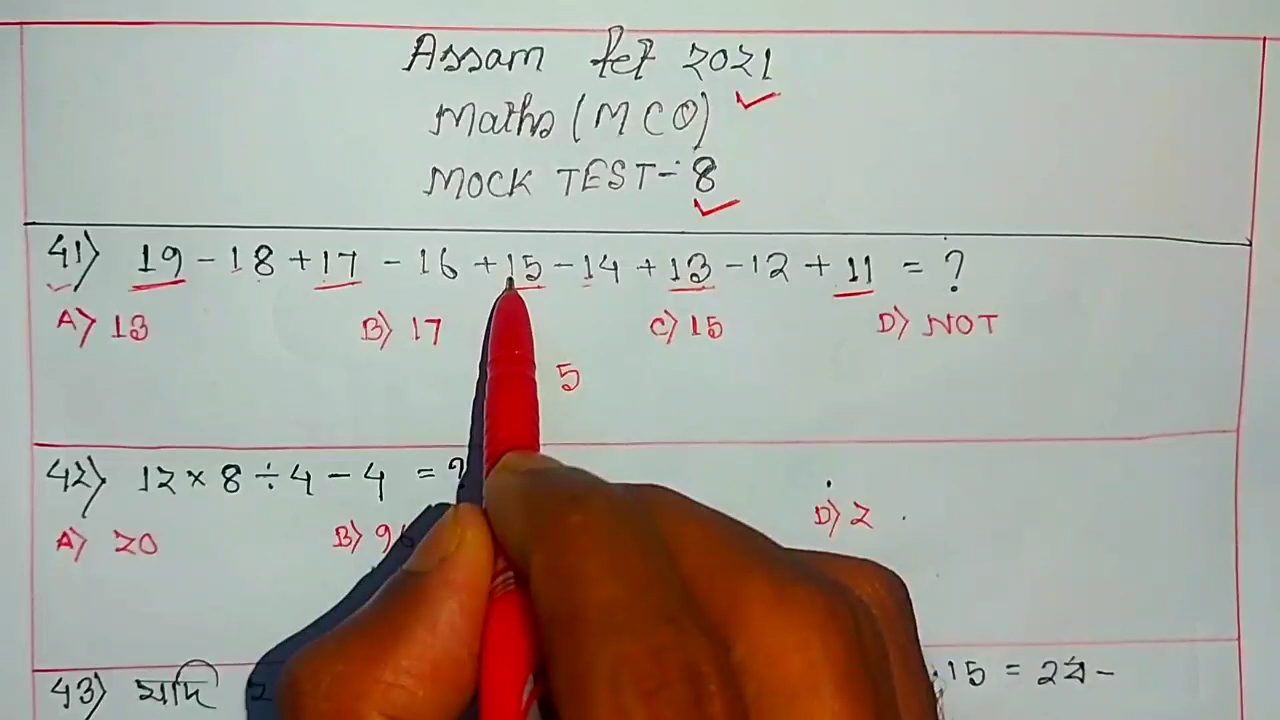 Assam Tet 2021
Maths (MCQ)
MOCK TEST-8
41) 19 - 18 + 17 - 16 + 15 - 14 + 13 - 12 + 11 = ?
A) 13 B) 17 C) 15 D) NOT
5
42) 12 × 8 ÷ 4 - 4 = ?
A) 20 B) D) 2
43) যদি 15 = 2য়-